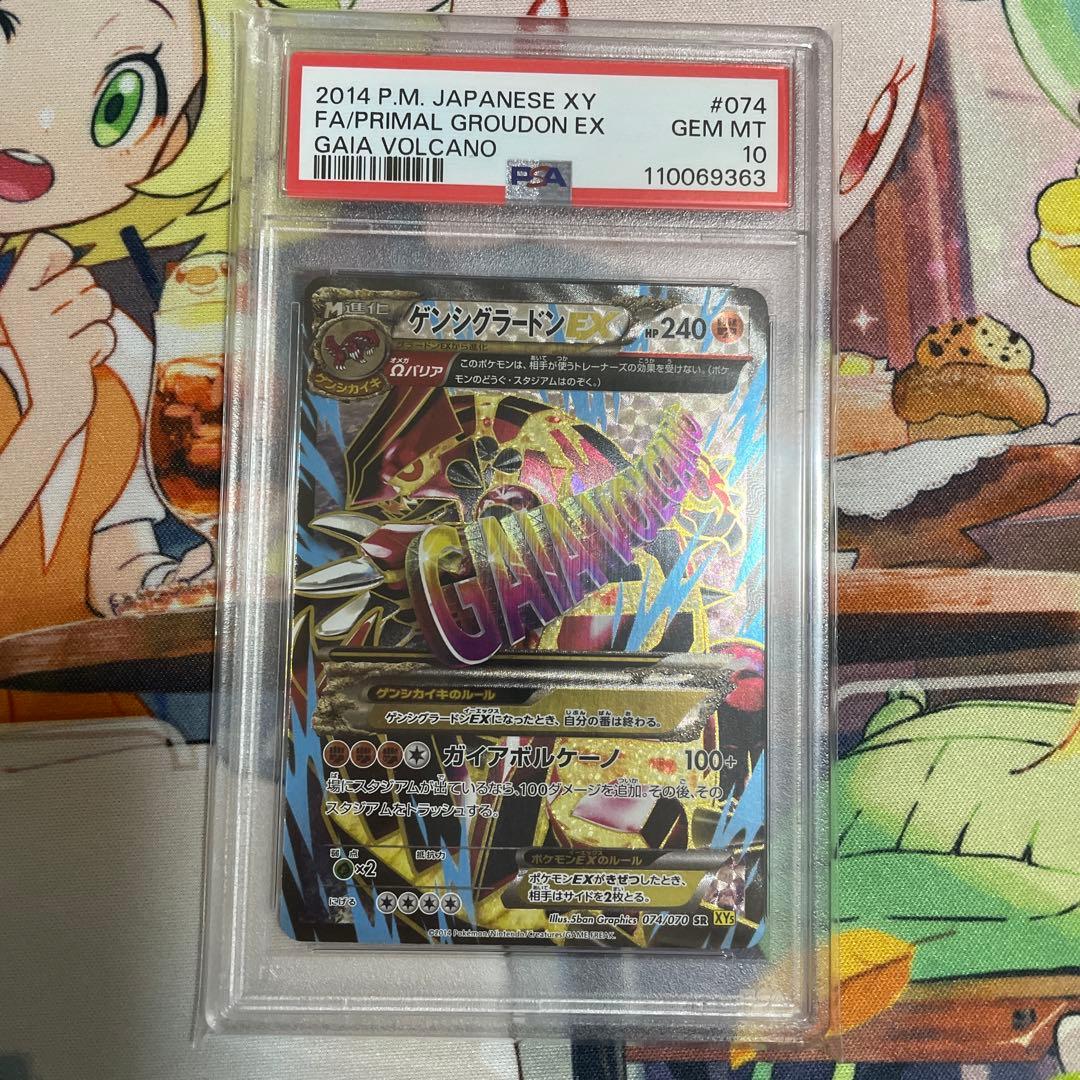 2014 P.M. JAPANESE XY #074
FA/PRIMAL GROUDON EX GEM MT
GAIA VOLCANO 10
PSA 110069363
M進化 ゲンシグラードンEX HP240
グラードンEXから進化
ゲンシカイキ
オメガ
Ωバリア
このポケモンは、相手が使うトレーナーズの効果を受けない。(ポケ
モンのどうぐ・スタジアムはのぞく。)
GAIA VOLCANO
ゲンシカイキのルール
ゲンシグラードンEXになったとき、自分の番は終わる。
ガイアボルケーノ 100+
場にスタジアムが出ているなら、100ダメージを追加。その後、その
スタジアムをトラッシュする。
弱点 抵抗力
×2
ポケモンEXのルール
ポケモンEXがきぜつしたとき、
相手はサイドを2枚とる。
にげる
Illus. 5ban Graphics 074/070 SR XY5
©2014 Pokémon/Nintendo/Creatures/GAME FREAK.